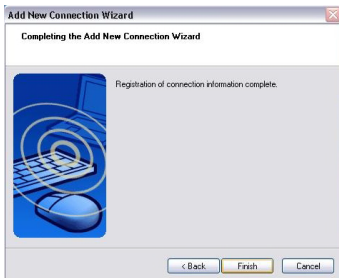 Add New Connection Wizard
Completing the Add New Connection Wizard
Registration of connection information complete.
< Back
Finish
Cancel